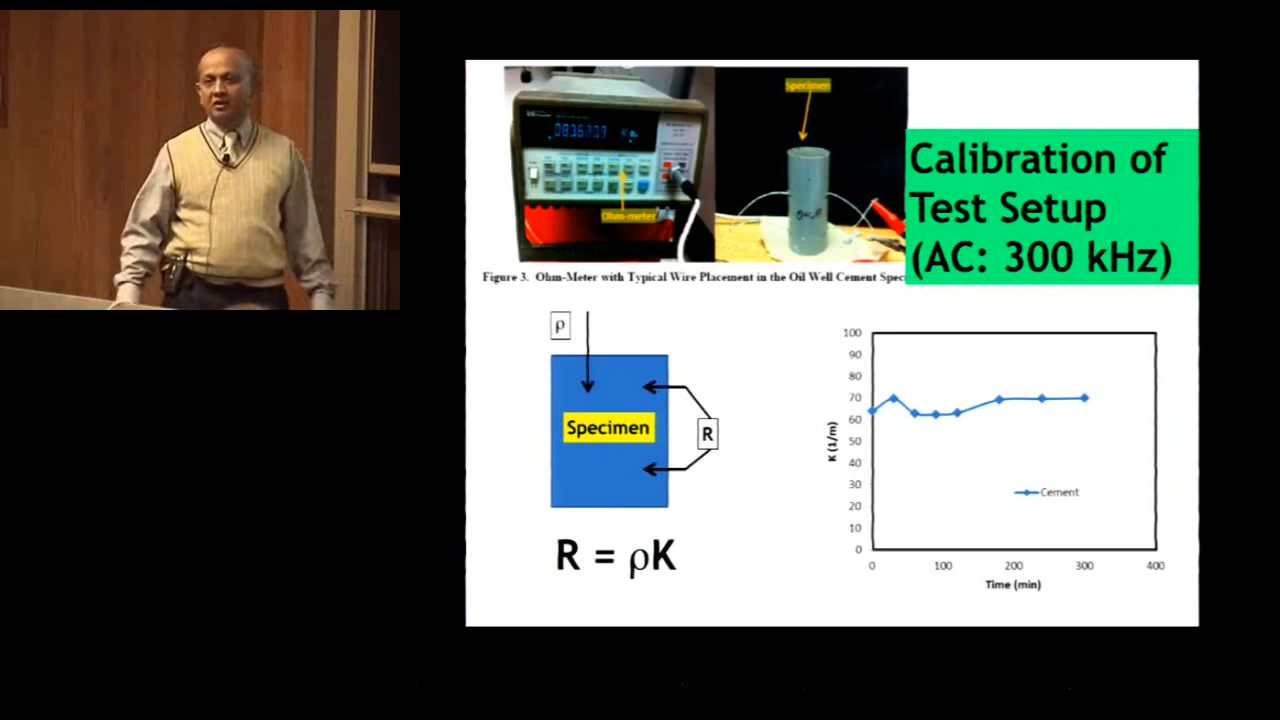 Specimen
Ohm-meter
Calibration of
Test Setup
(AC: 300 kHz)
Figure 3. Ohm-Meter with Typical Wire Placement in the Oil Well Cement
ρ
Specimen
R
R = ρK
100
90
80
70
60
50
40
30
20
10
0
K (1/m)
Cement
0 100 200 300 400
Time (min)